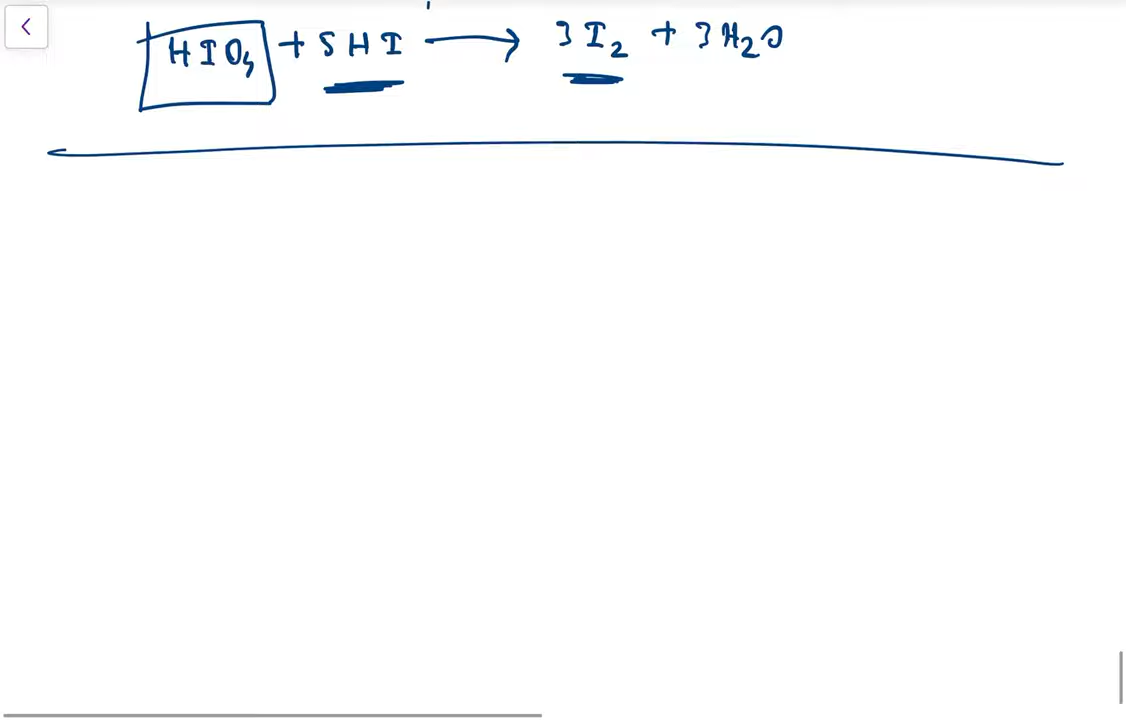 HIO₃ + 5HI ⟶ 3I₂ + 3H₂O